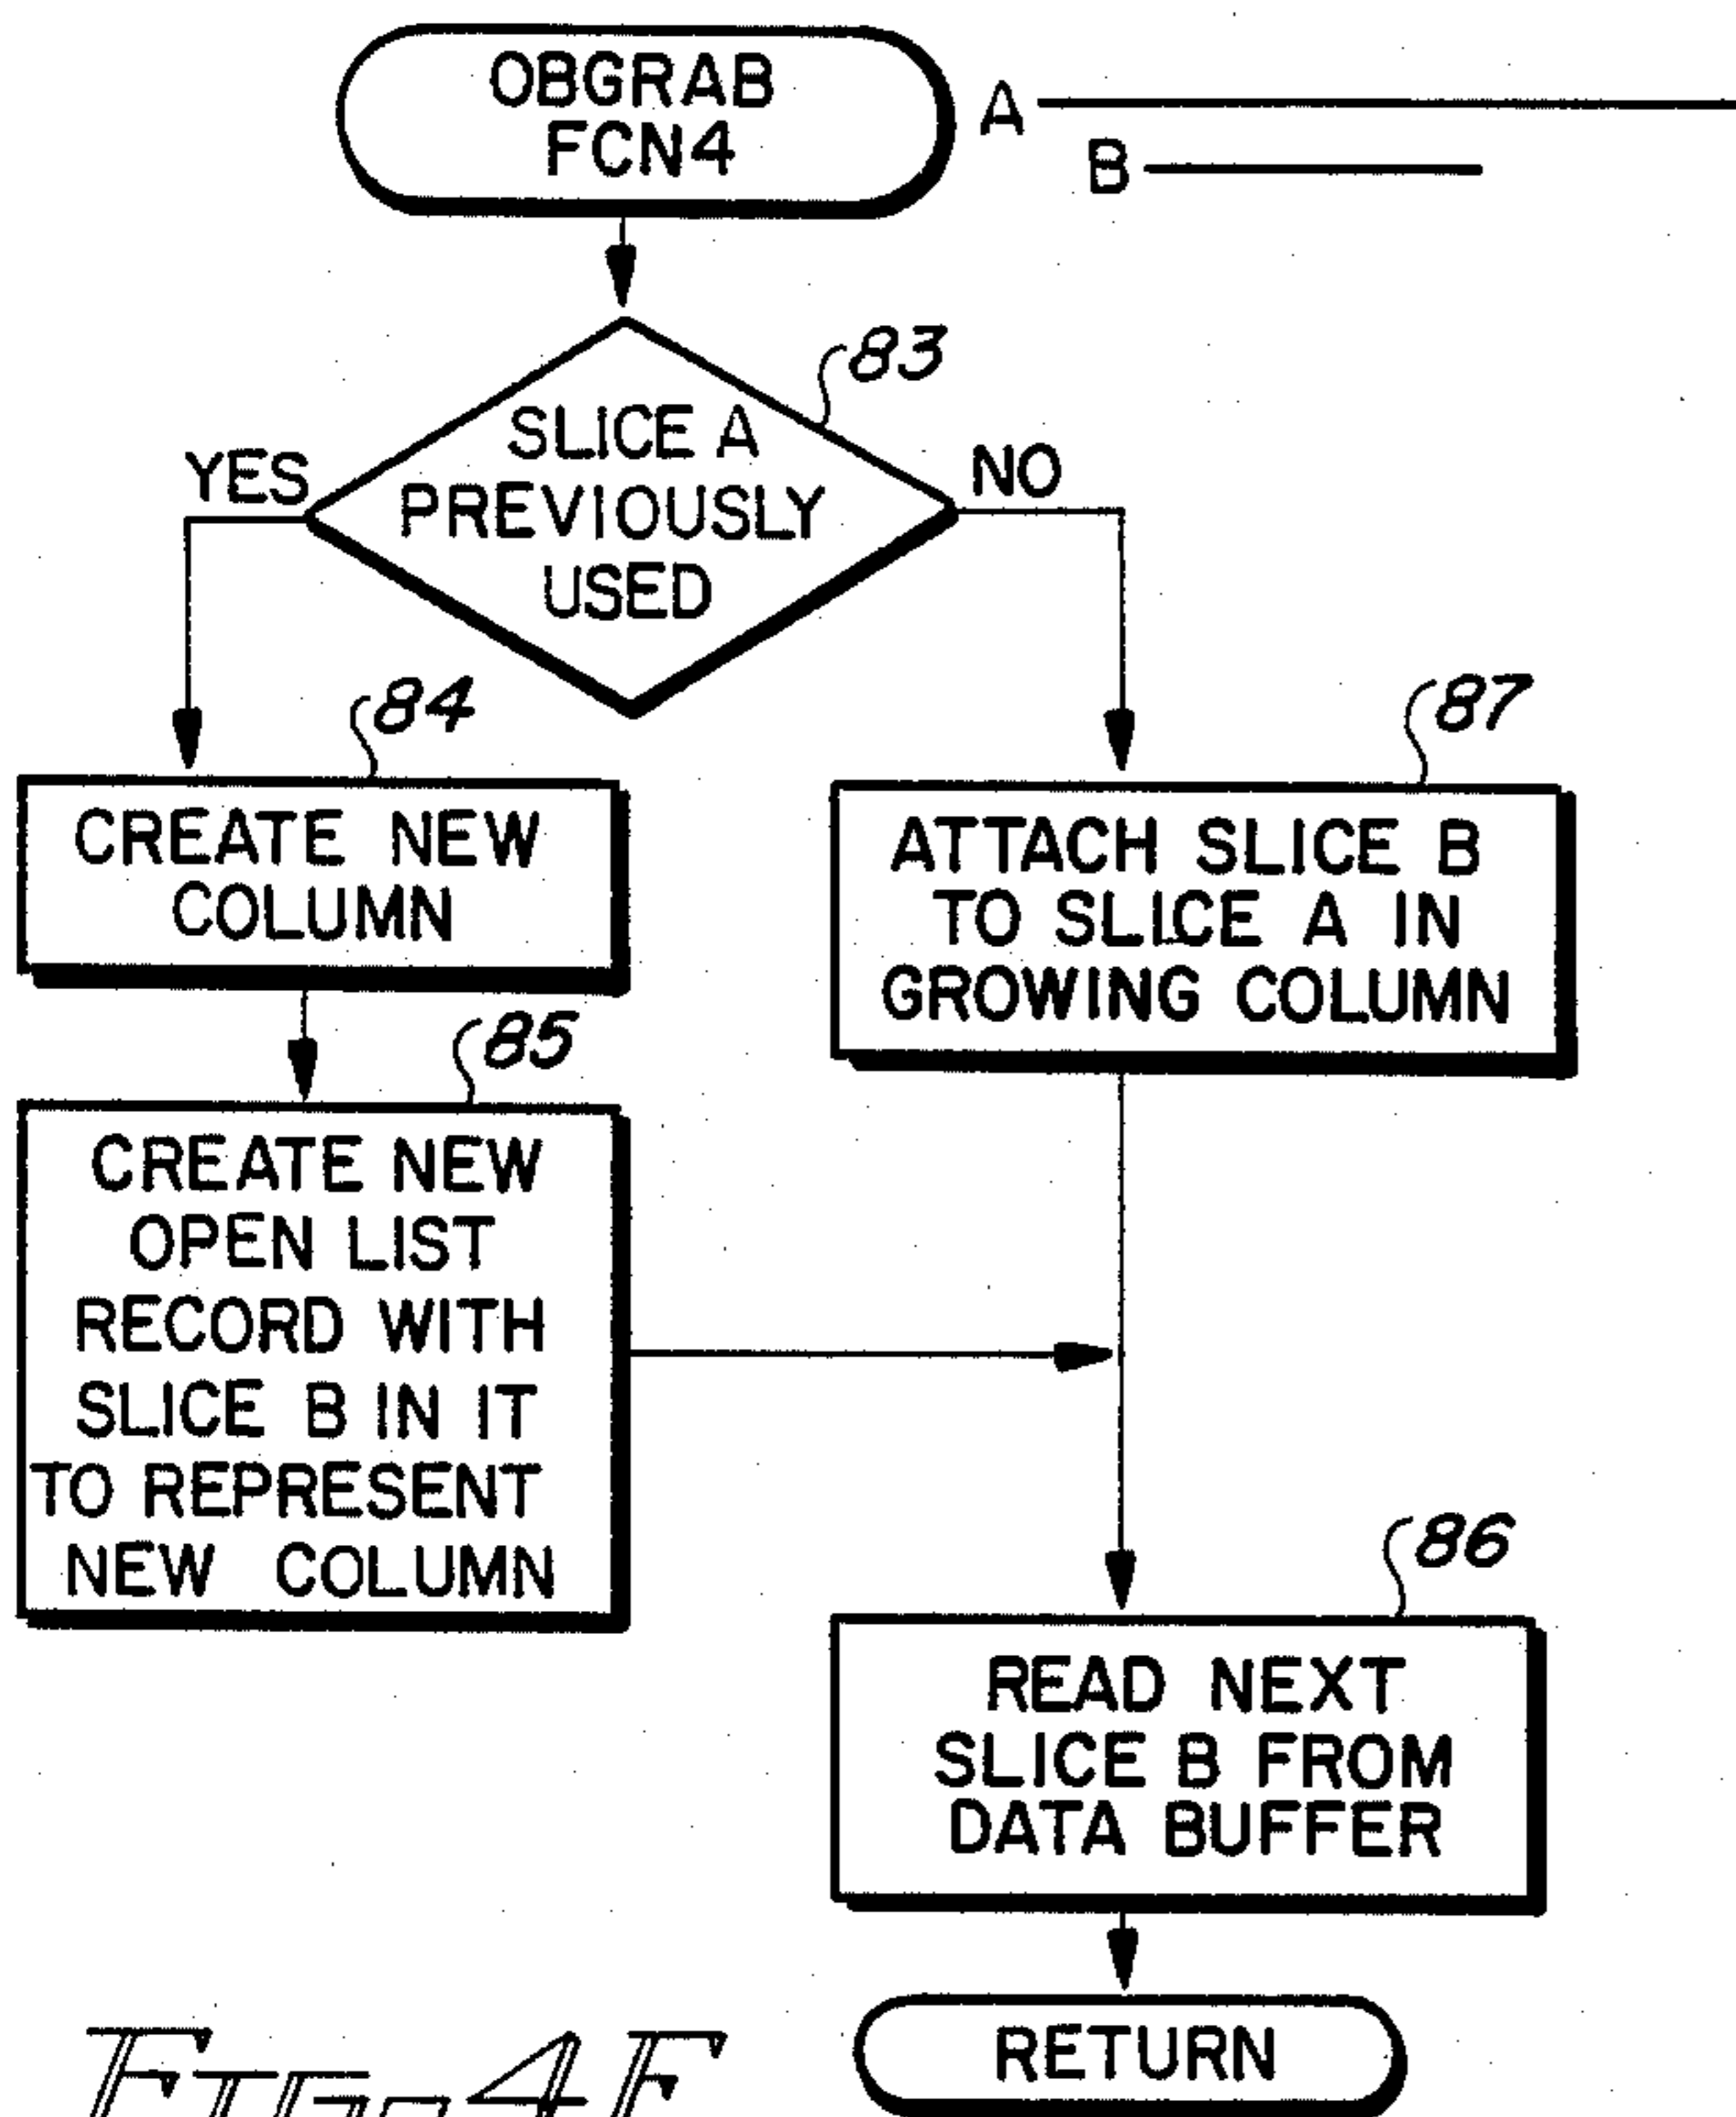 OBGRAB
FCN4
A
B
83
SLICE A
PREVIOUSLY
USED
YES
NO
84
CREATE NEW
COLUMN
87
ATTACH SLICE B
TO SLICE A IN
GROWING COLUMN
85
CREATE NEW
OPEN LIST
RECORD WITH
SLICE B IN IT
TO REPRESENT
NEW COLUMN
86
READ NEXT
SLICE B FROM
DATA BUFFER
RETURN